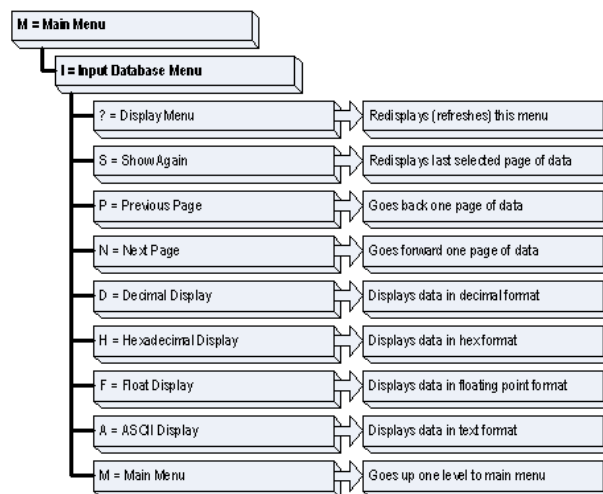 M = Main Menu
I = Input Database Menu
? = Display Menu
Redisplays (refreshes) this menu
S = Show Again
Redisplays last selected page of data
P = Previous Page
Goes back one page of data
N = Next Page
Goes forward one page of data
D = Decimal Display
Displays data in decimal format
H = Hexadecimal Display
Displays data in hex format
F = Float Display
Displays data in floating point format
A = ASCII Display
Displays data in text format
M = Main Menu
Goes up one level to main menu